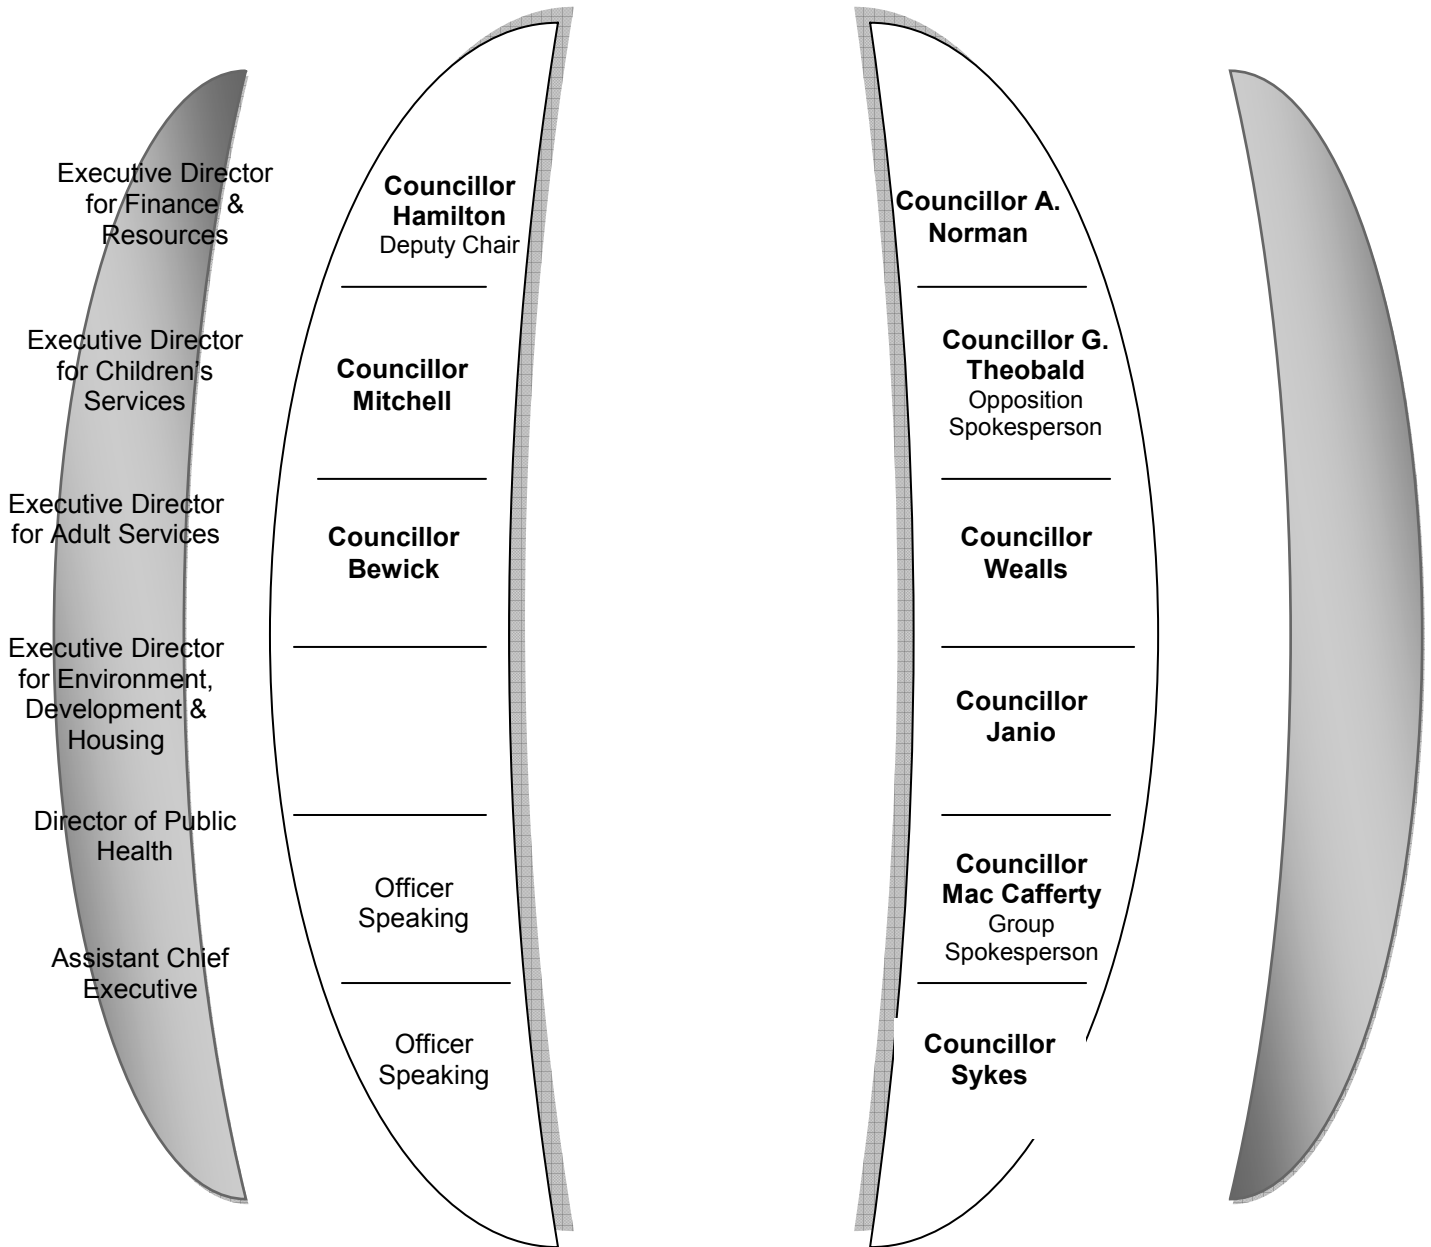 Executive Director
for Finance &
Resources
Executive Director
for Children's
Services
Executive Director
for Adult Services
Executive Director
for Environment,
Development &
Housing
Director of Public
Health
Assistant Chief
Executive
Councillor
Hamilton
Deputy Chair
Councillor
Mitchell
Councillor
Bewick
Officer
Speaking
Officer
Speaking
Councillor A.
Norman
Councillor G.
Theobald
Opposition
Spokesperson
Councillor
Wealls
Councillor
Janio
Councillor
Mac Cafferty
Group
Spokesperson
Councillor
Sykes